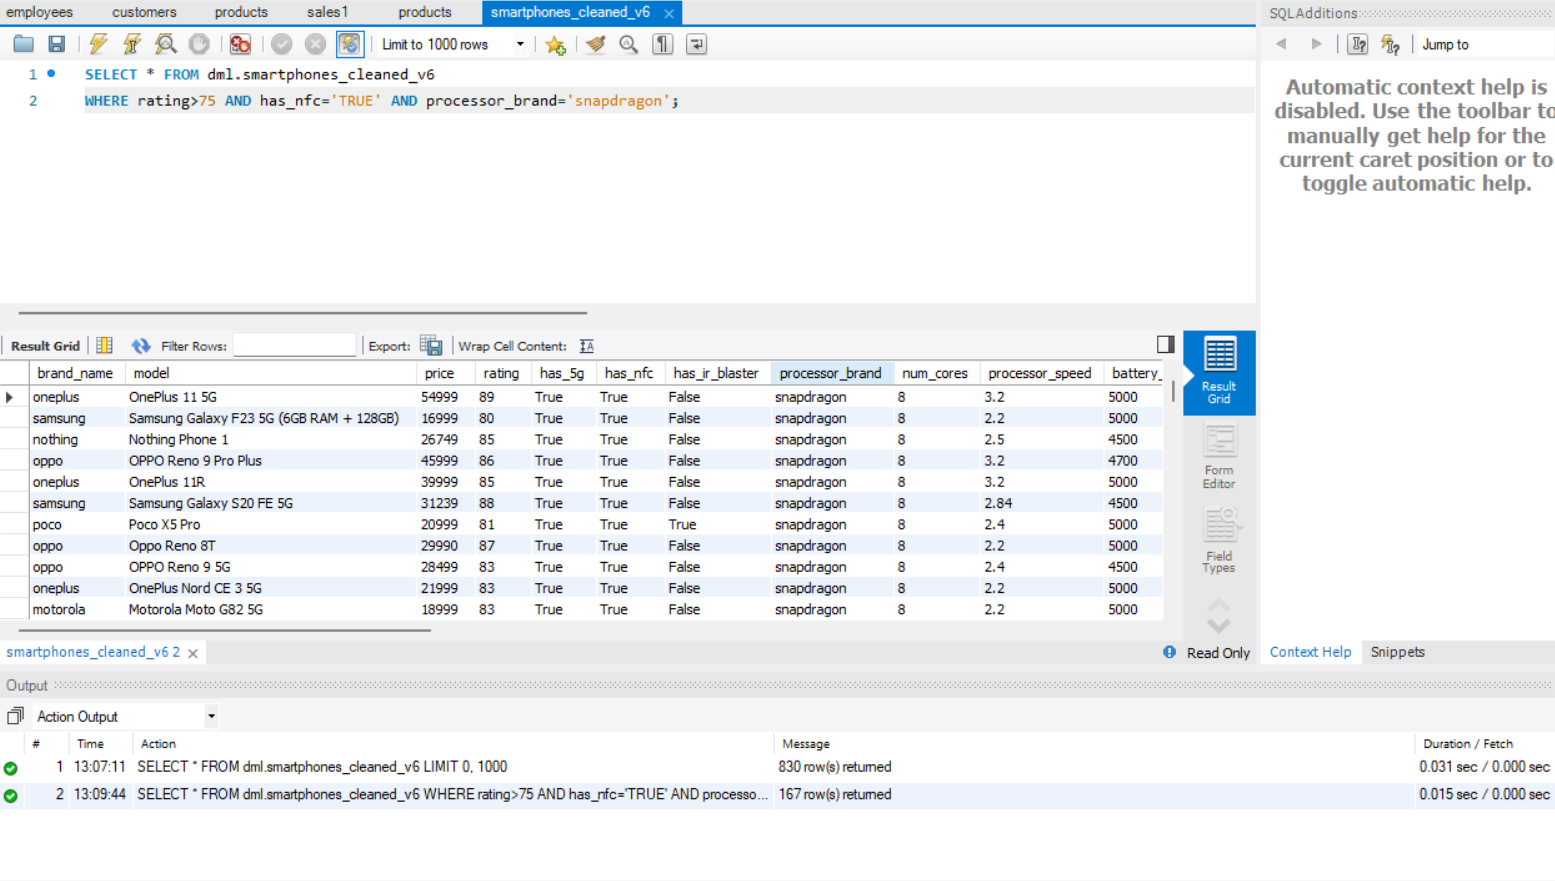 employees customers products sales1 products smartphones_cleaned_v6
SQLAdditions
Limit to 1000 rows
Jump to
1 SELECT * FROM dml.smartphones_cleaned_v6
2 WHERE rating>75 AND has_nfc='TRUE' AND processor_brand='snapdragon';
Automatic context help is
disabled. Use the toolbar to
manually get help for the
current caret position or to
toggle automatic help.
Result Grid Filter Rows: Export: Wrap Cell Content: IA
brand_name model price rating has_5g has_nfc has_ir_blaster processor_brand num_cores processor_speed battery_
oneplus OnePlus 11 5G 54999 89 True True False snapdragon 8 3.2 5000
samsung Samsung Galaxy F23 5G (6GB RAM + 128GB) 16999 80 True True False snapdragon 8 2.2 5000
nothing Nothing Phone 1 26749 85 True True False snapdragon 8 2.5 4500
oppo OPPO Reno 9 Pro Plus 45999 86 True True False snapdragon 8 3.2 4700
oneplus OnePlus 11R 39999 85 True True False snapdragon 8 3.2 5000
samsung Samsung Galaxy S20 FE 5G 31239 88 True True False snapdragon 8 2.84 4500
poco Poco X5 Pro 20999 81 True True True snapdragon 8 2.4 5000
oppo Oppo Reno 8T 29990 87 True True False snapdragon 8 2.2 5000
oppo OPPO Reno 9 5G 28499 83 True True False snapdragon 8 2.4 4500
oneplus OnePlus Nord CE 3 5G 21999 83 True True False snapdragon 8 2.2 5000
motorola Motorola Moto G82 5G 18999 83 True True False snapdragon 8 2.2 5000
Result
Grid
Form
Editor
Field
Types
smartphones_cleaned_v6 2
Read Only
Context Help Snippets
Output
Action Output
# Time Action Message Duration / Fetch
1 13:07:11 SELECT * FROM dml.smartphones_cleaned_v6 LIMIT 0, 1000 830 row(s) returned 0.031 sec / 0.000 sec
2 13:09:44 SELECT * FROM dml.smartphones_cleaned_v6 WHERE rating>75 AND has_nfc='TRUE' AND processo... 167 row(s) returned 0.015 sec / 0.000 sec